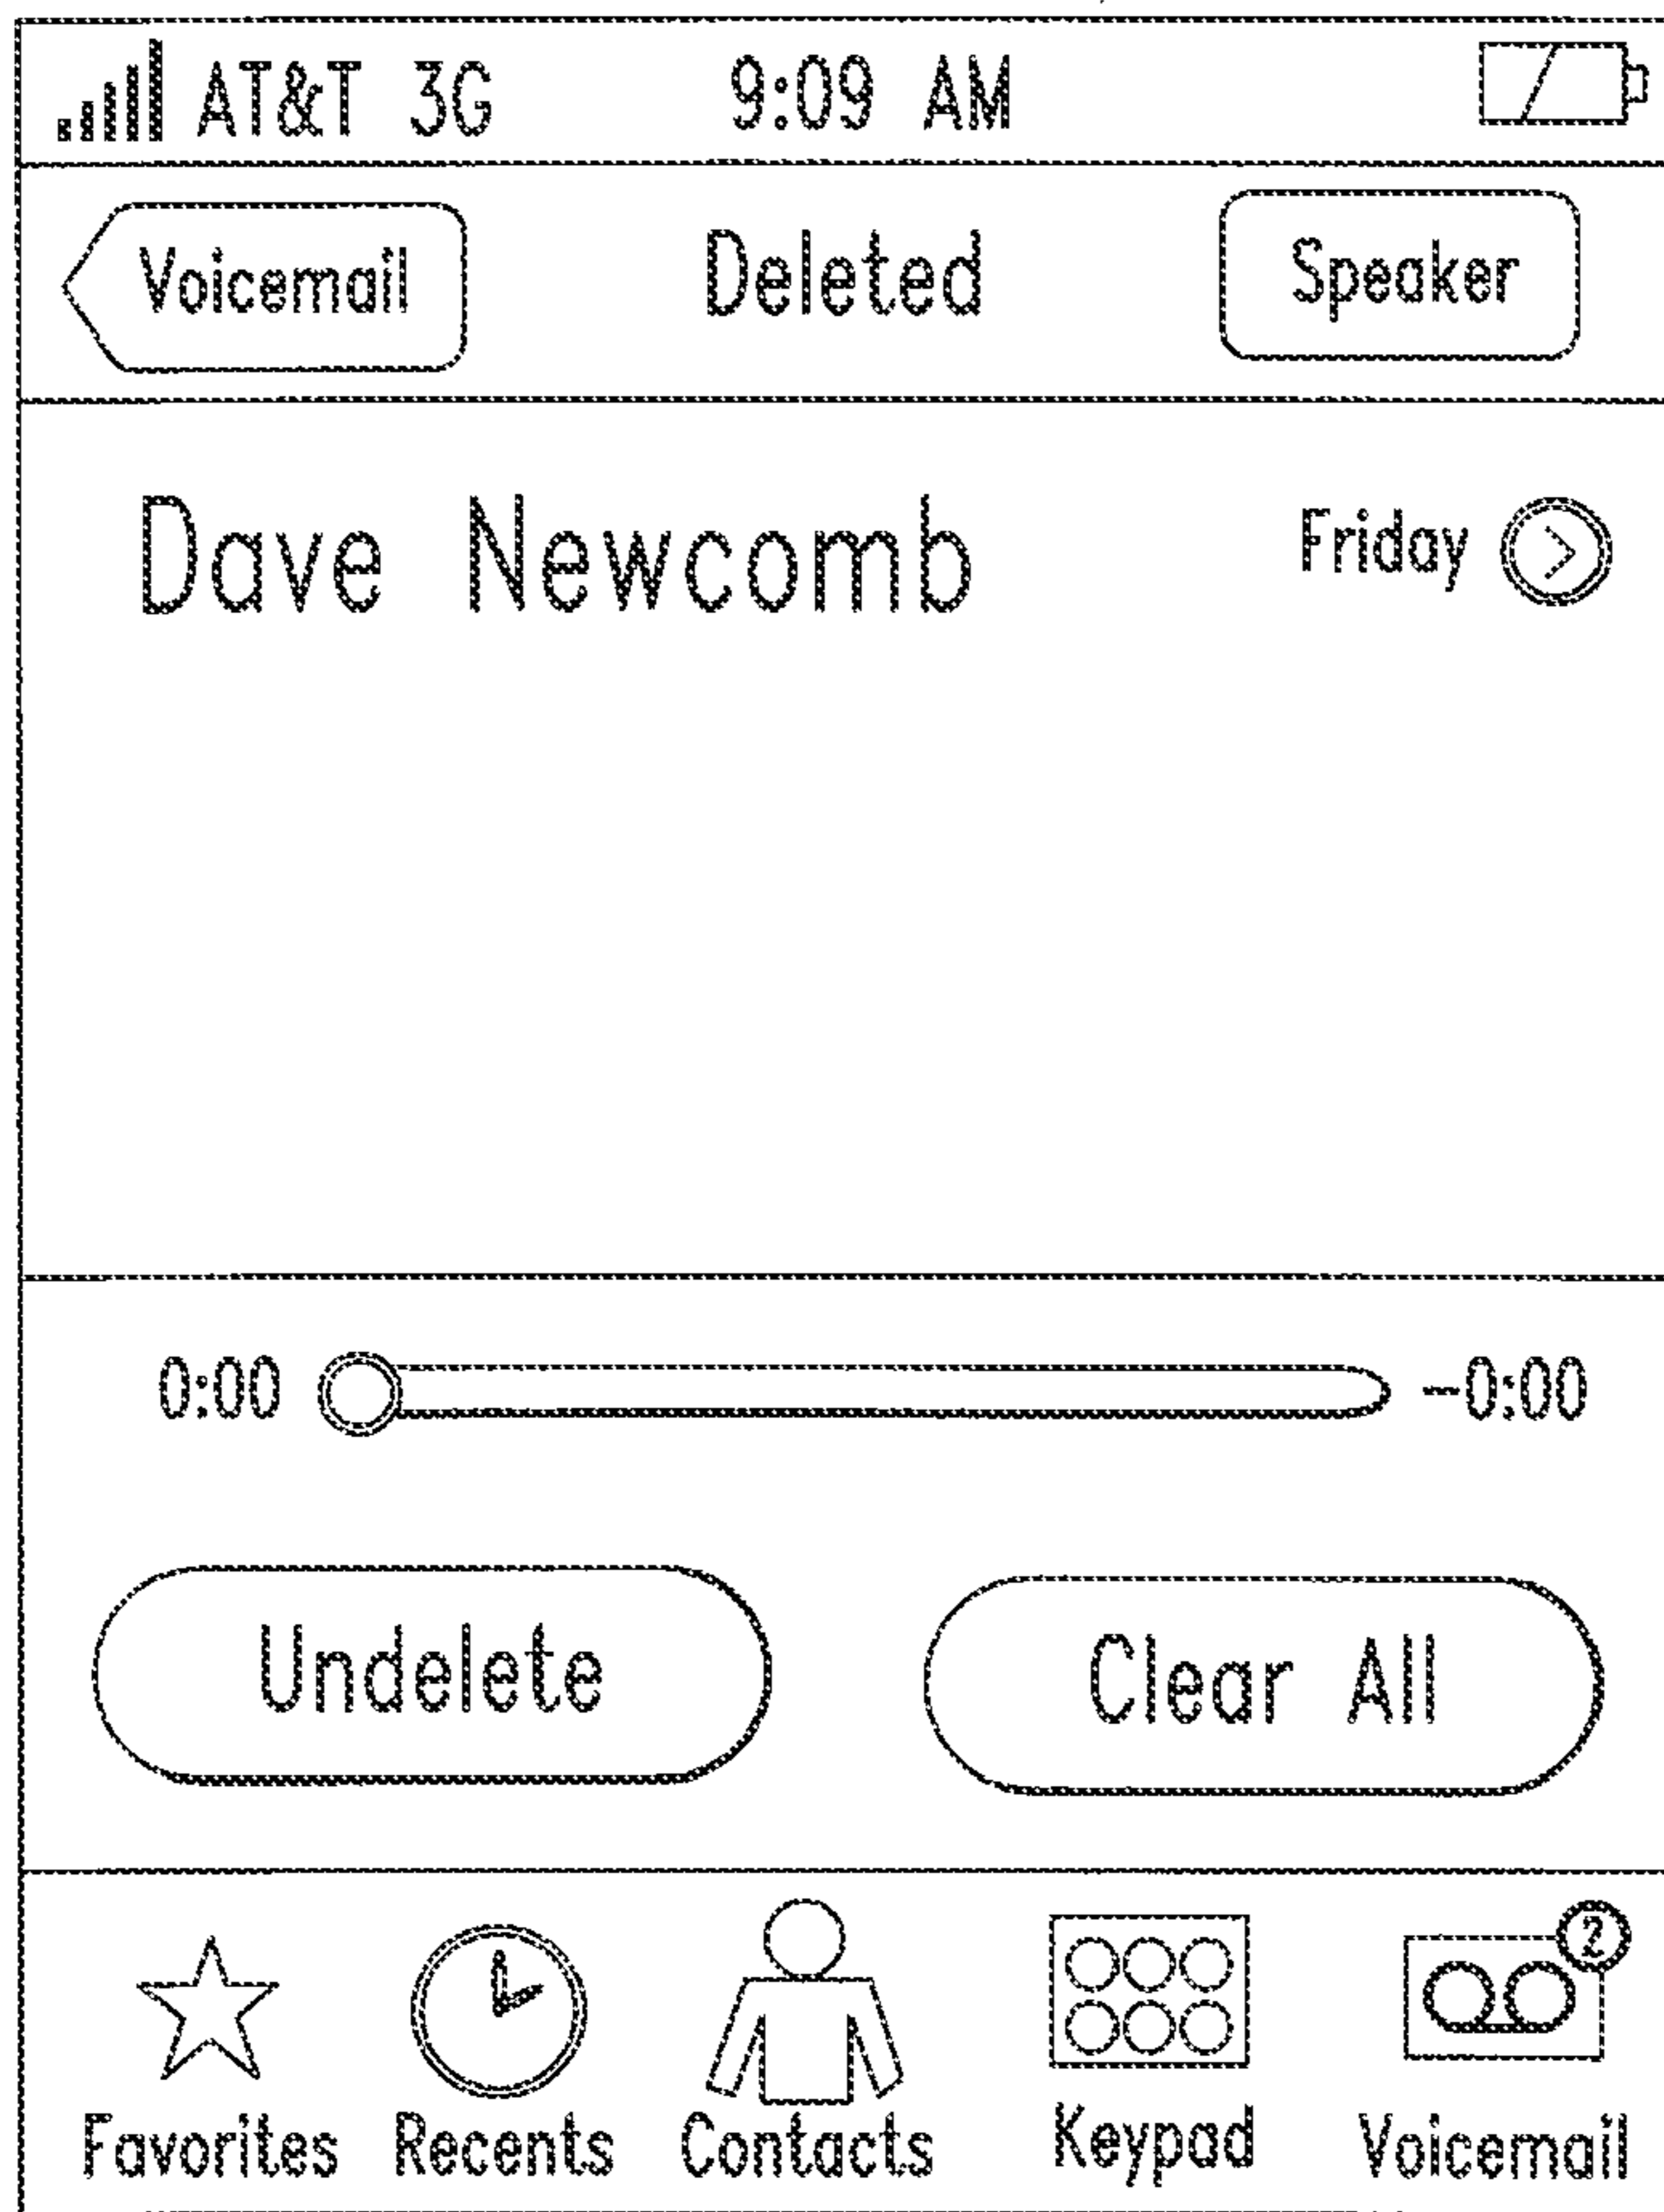 AT&T 3G 9:09 AM
Voicemail Deleted Speaker
Dave Newcomb Friday
0:00 -0:00
Undelete Clear All
2
Favorites Recents Contacts Keypad Voicemail